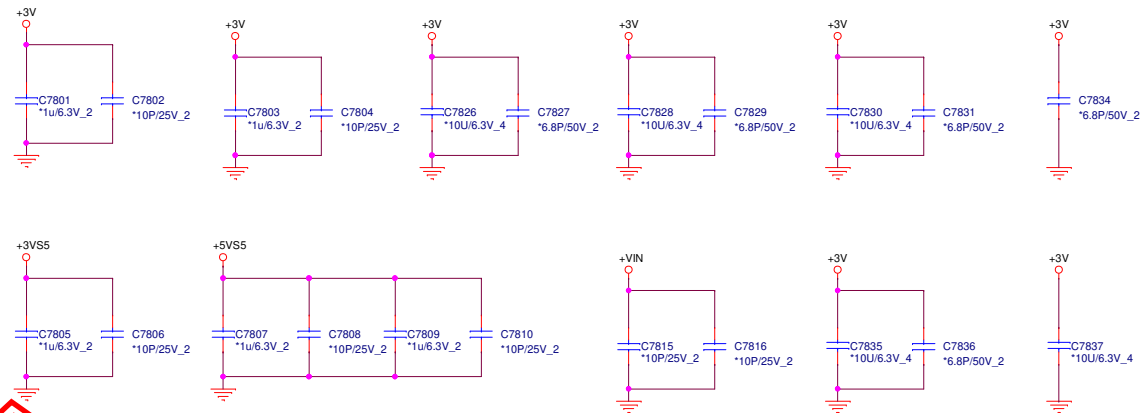 +3V
C7801
*1u/6.3V_2
C7802
*10P/25V_2
+3V
C7803
*1u/6.3V_2
C7804
*10P/25V_2
+3V
C7826
*10U/6.3V_4
C7827
*6.8P/50V_2
+3V
C7828
*10U/6.3V_4
C7829
*6.8P/50V_2
+3V
C7830
*10U/6.3V_4
C7831
*6.8P/50V_2
+3V
C7834
*6.8P/50V_2
+3VS5
C7805
*1u/6.3V_2
C7806
*10P/25V_2
+5VS5
C7807
*1u/6.3V_2
C7808
*10P/25V_2
C7809
*1u/6.3V_2
C7810
*10P/25V_2
+VIN
C7815
*10P/25V_2
C7816
*10P/25V_2
+3V
C7835
*10U/6.3V_4
C7836
*6.8P/50V_2
+3V
C7837
*10U/6.3V_4